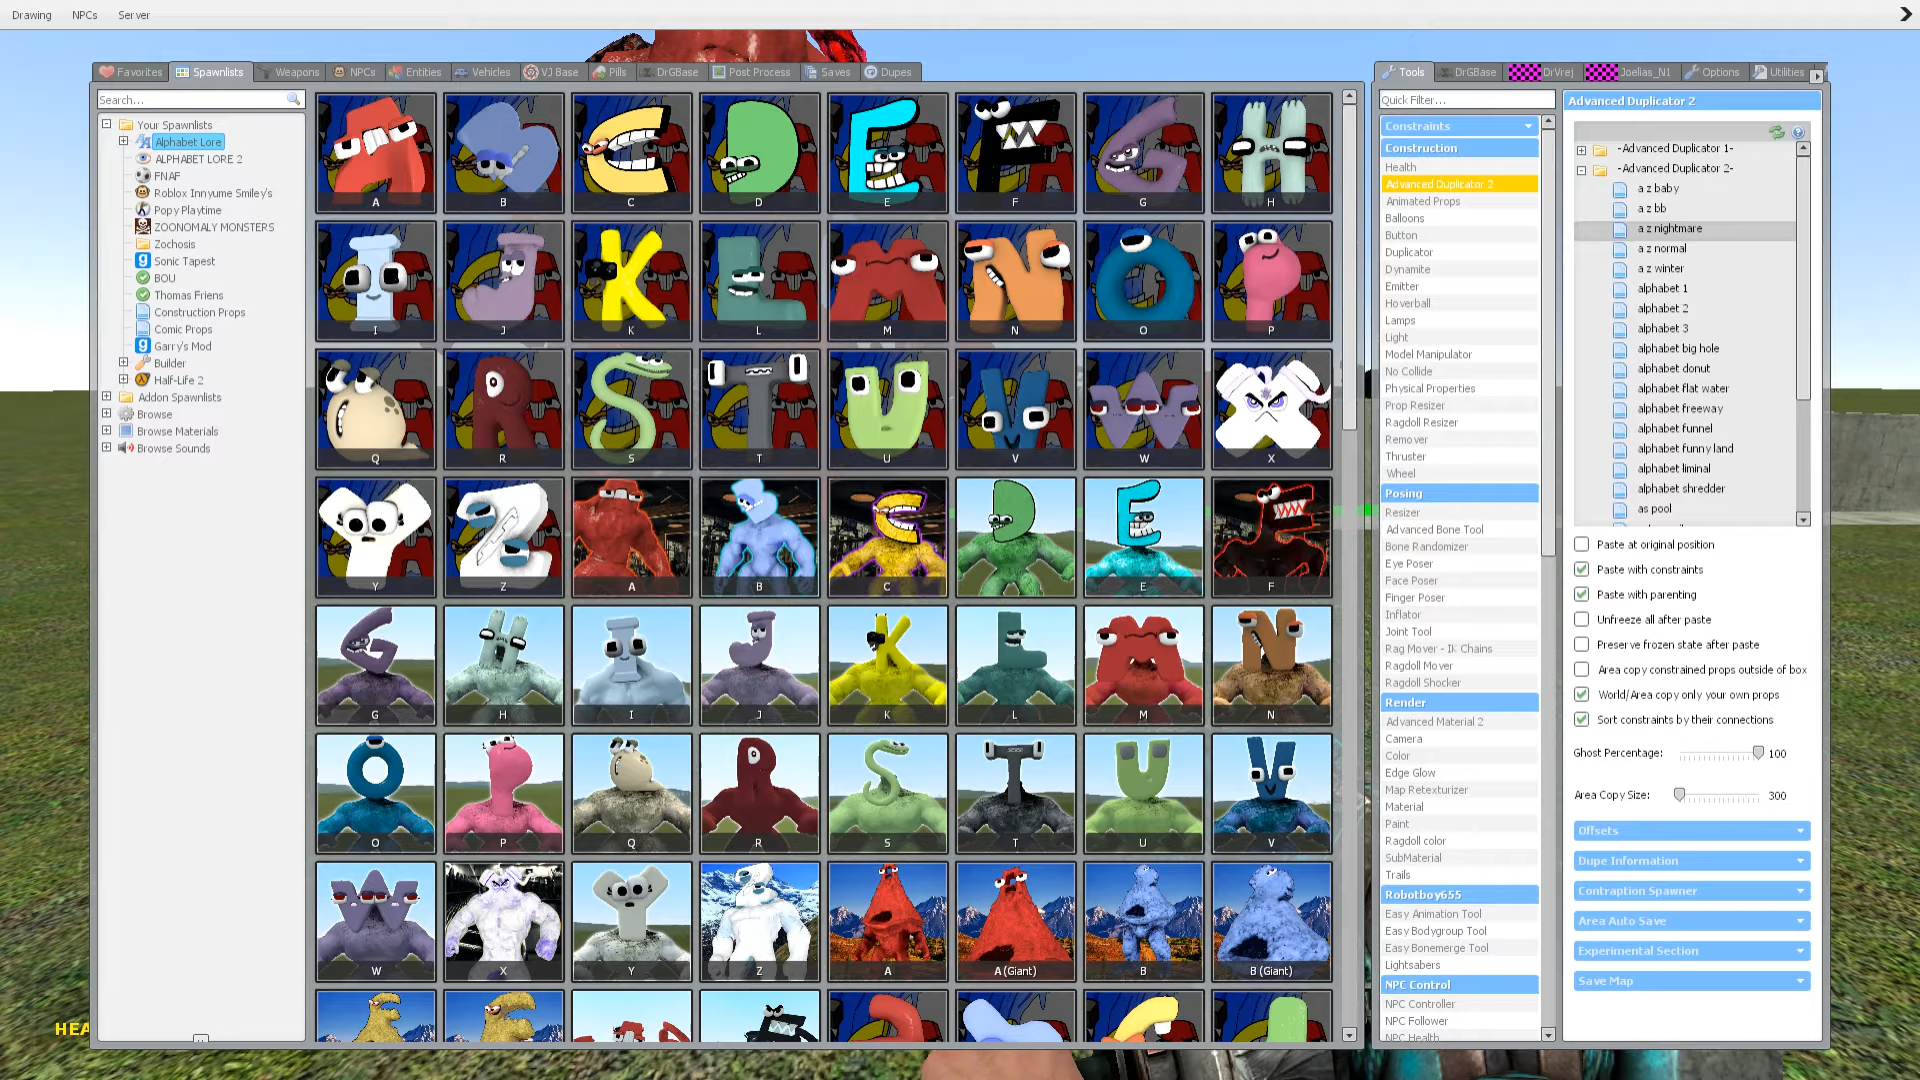 Drawing NPCs Server
Favorites Spawnlists Weapons NPCs Entities Vehicles VJ Base Pills DrGBase Post Process Saves Dupes
Search...
Your Spawnlists
Alphabet Lore
ALPHABET LORE 2
FNAF
Roblox Innyume Smiley's
Popy Playtime
ZOONOMALY MONSTERS
Zochosis
Sonic Tapest
BOU
Thomas Friens
Construction Props
Comic Props
Garry's Mod
Builder
Half-Life 2
Addon Spawnlists
Browse
Browse Materials
Browse Sounds
A B C D E F G H
I J K L M N O P
Q R S T U V W X
Y Z A B C D E F
G H I J K L M N
O P Q R S T U V
W X Y Z A A (Giant) B B (Giant)
HEA
Tools DrGBase DrVrej Joelias_N1 Options Utilities
Quick Filter...
Constraints
Construction
Health
Advanced Duplicator 2
Animated Props
Balloons
Button
Duplicator
Dynamite
Emitter
Hoverball
Lamps
Light
Model Manipulator
No Collide
Physical Properties
Prop Resizer
Ragdoll Resizer
Remover
Thruster
Wheel
Posing
Resizer
Advanced Bone Tool
Bone Randomizer
Eye Poser
Face Poser
Finger Poser
Inflator
Joint Tool
Rag Mover - Ik Chains
Ragdoll Mover
Ragdoll Shocker
Render
Advanced Material 2
Camera
Color
Edge Glow
Map Retexturizer
Material
Paint
Ragdoll color
SubMaterial
Trails
Robotboy655
Easy Animation Tool
Easy Bodygroup Tool
Easy Bonemerge Tool
Lightsabers
NPC Control
NPC Controller
NPC Follower
NPC Health
Advanced Duplicator 2
-Advanced Duplicator 1-
-Advanced Duplicator 2-
a z baby
a z bb
a z nightmare
a z normal
a z winter
alphabet 1
alphabet 2
alphabet 3
alphabet big hole
alphabet donut
alphabet flat water
alphabet freeway
alphabet funnel
alphabet funny land
alphabet liminal
alphabet shredder
as pool
Paste at original position
Paste with constraints
Paste with parenting
Unfreeze all after paste
Preserve frozen state after paste
Area copy constrained props outside of box
World/Area copy only your own props
Sort constraints by their connections
Ghost Percentage: 100
Area Copy Size: 300
Offsets
Dupe Information
Contraption Spawner
Area Auto Save
Experimental Section
Save Map